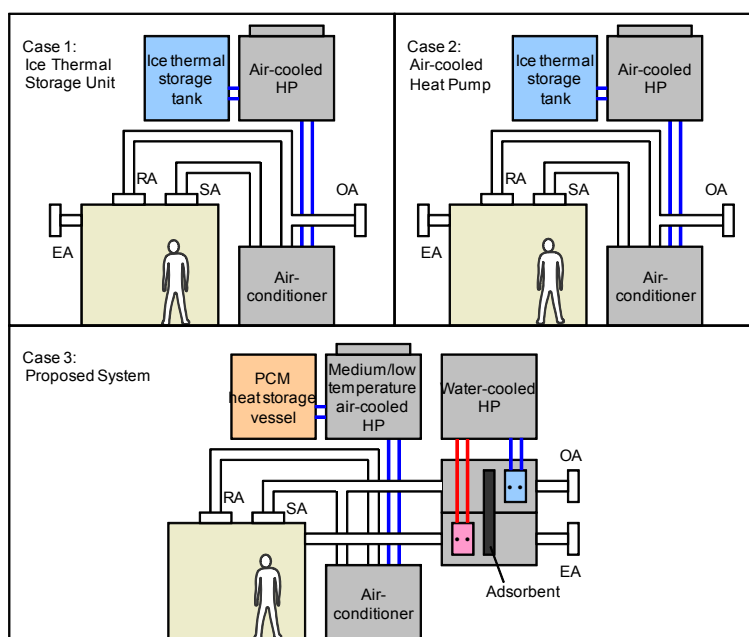 Case 1:
Ice Thermal
Storage Unit
Ice thermal
storage
tank
Air-cooled
HP
RA
SA
OA
EA
Air-
conditioner
Case 2:
Air-cooled
Heat Pump
Ice thermal
storage
tank
Air-cooled
HP
RA
SA
OA
EA
Air-
conditioner
Case 3:
Proposed System
PCM
heat storage
vessel
Medium/low
temperature
air-cooled
HP
Water-cooled
HP
RA
SA
OA
EA
Adsorbent
Air-
conditioner